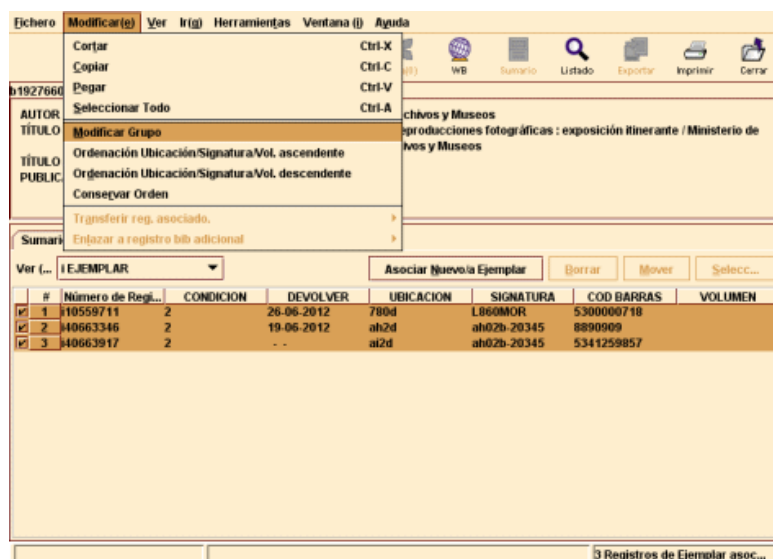 Fichero Modificar(e) Ver Ir(g) Herramientas Ventana (i) Ayuda
Cortar Ctrl-X
Copiar Ctrl-C
Pegar Ctrl-V
Seleccionar Todo Ctrl-A
Modificar Grupo
Ordenación Ubicación/Signatura/Vol. ascendente
Ordenación Ubicación/Signatura/Vol. descendente
Conservar Orden
Transferir reg. asociado.
Enlazar a registro bib adicional
WB Sumario Listado Exportar Imprimir Cerrar
b1927660
AUTOR chivos y Museos
TÍTULO eproducciones fotográficas : exposición itinerante / Ministerio de
hivos y Museos
TÍTULO
PUBLIC.
Sumari
Ver (... i EJEMPLAR Asociar Nuevo/a Ejemplar Borrar Mover Selecc...
# Número de Regi... CONDICION DEVOLVER UBICACION SIGNATURA COD BARRAS VOLUMEN
1 i10559711 2 26-06-2012 780d L860MOR 5300000718
2 i40663346 2 19-06-2012 ah2d ah02b-20345 8890909
3 i40663917 2 - - ai2d ah02b-20345 5341259857
3 Registros de Ejemplar asoc...